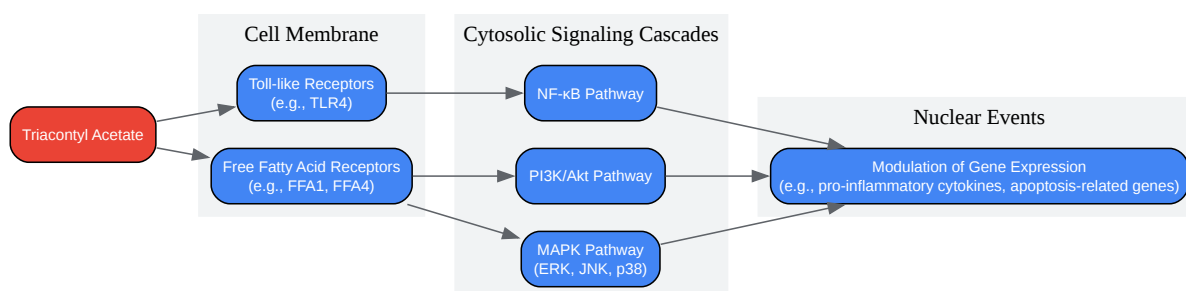 Cell Membrane
Cytosolic Signaling Cascades
Toll-like Receptors
(e.g., TLR4)
NF-κB Pathway
Nuclear Events
Triacontyl Acetate
Free Fatty Acid Receptors
(e.g., FFA1, FFA4)
PI3K/Akt Pathway
Modulation of Gene Expression
(e.g., pro-inflammatory cytokines, apoptosis-related genes)
MAPK Pathway
(ERK, JNK, p38)